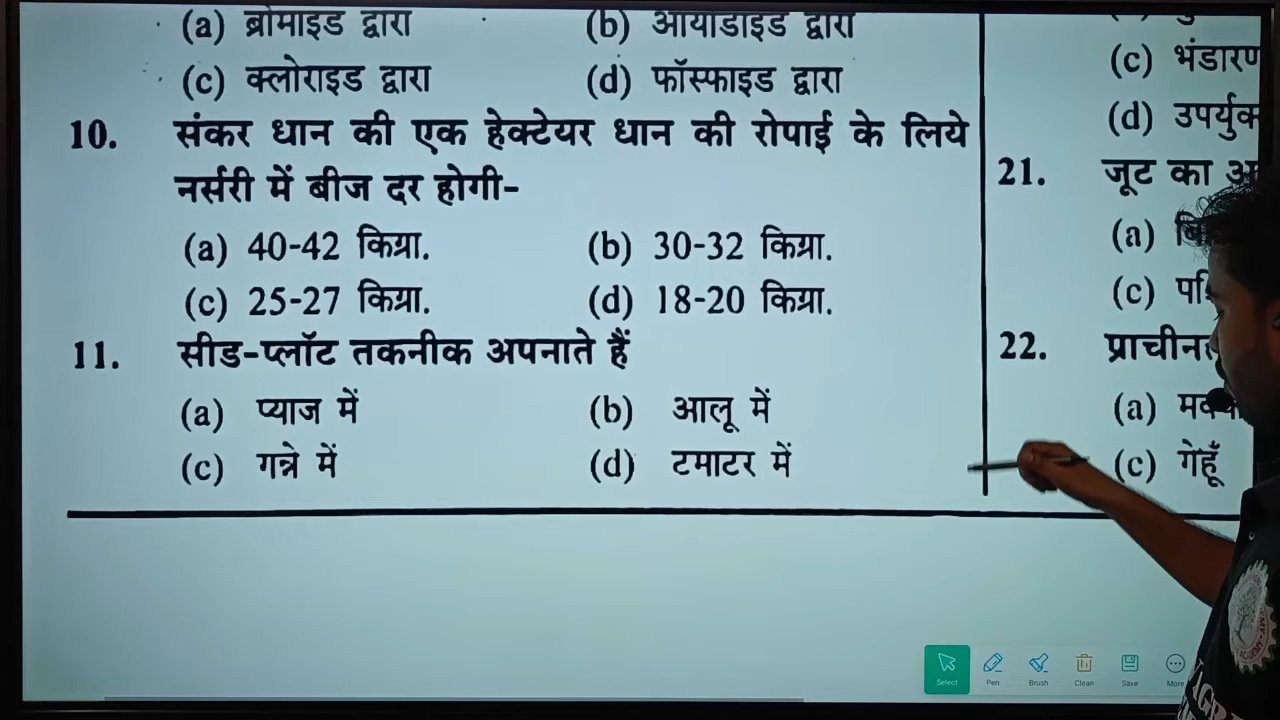 (a) ब्रोमाइड द्वारा (b) आयोडाइड द्वारा
(c) क्लोराइड द्वारा (d) फॉस्फाइड द्वारा
10. संकर धान की एक हेक्टेयर धान की रोपाई के लिये
नर्सरी में बीज दर होगी-
(a) 40-42 किग्रा. (b) 30-32 किग्रा.
(c) 25-27 किग्रा. (d) 18-20 किग्रा.
11. सीड-प्लॉट तकनीक अपनाते हैं
(a) प्याज में (b) आलू में
(c) गन्ने में (d) टमाटर में
(c) भंडारण
(d)
21. जूट का
(a)
(c)
22.
(a)
(c) गेहूँ
Select Pen Brush Clean Save More